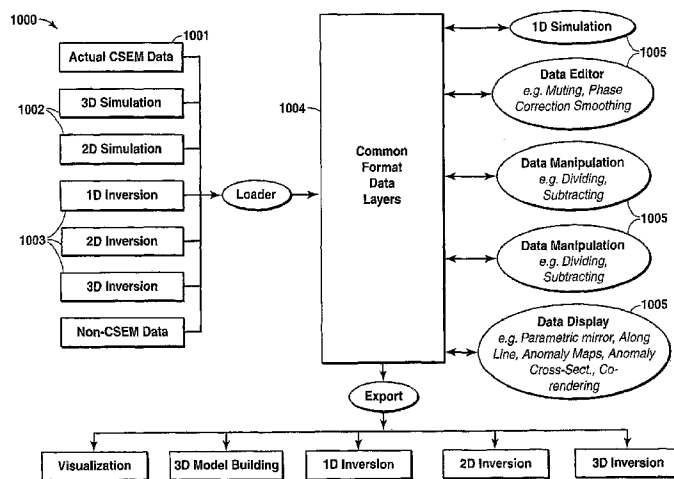 1000
1001
Actual CSEM Data
1002
3D Simulation
2D Simulation
1003
1D Inversion
2D Inversion
3D Inversion
Non-CSEM Data
Loader
1004
Common
Format
Data
Layers
1D Simulation
1005
Data Editor
e.g. Muting, Phase
Correction Smoothing
Data Manipulation
e.g. Dividing,
Subtracting
1005
Data Manipulation
e.g. Dividing,
Subtracting
1005
Data Display
e.g. Parametric mirror, Along
Line, Anomaly Maps, Anomaly
Cross-Sect., Co-
rendering
Export
Visualization
3D Model Building
1D Inversion
2D Inversion
3D Inversion